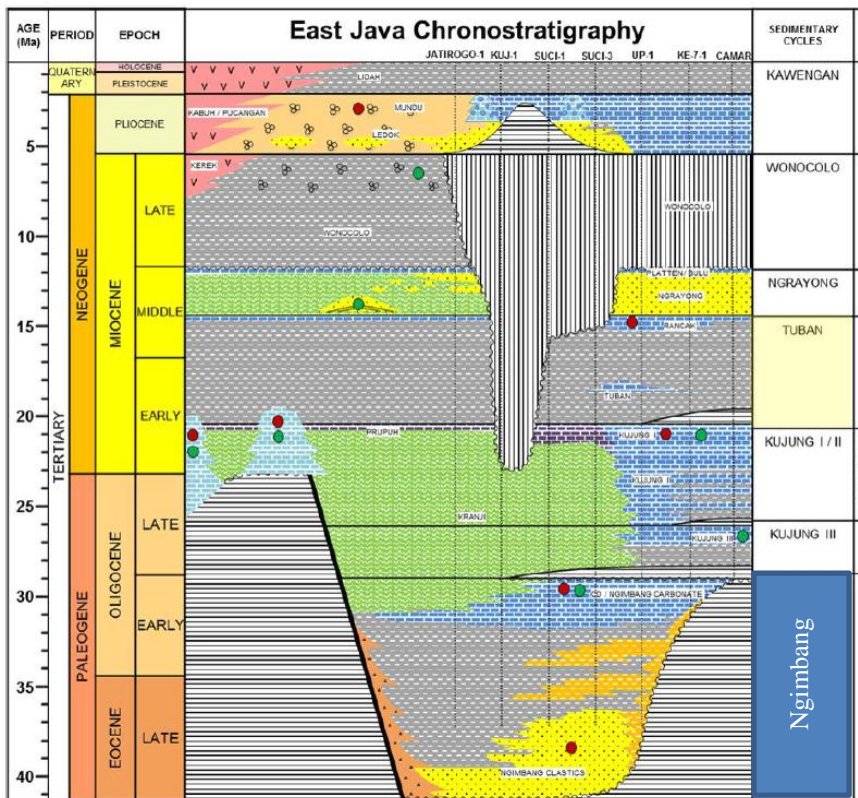 East Java Chronostratigraphy
AGE (Ma)
PERIOD
EPOCH
SEDIMENTARY CYCLES
JATIROGO-1 KUJ-1 SUCI-1 SUCI-3 UP-1 KE-7-1 CAMAR
QUATERN ARY
HOLOCENE
PLEISTOCENE
LIDAH
KAWENGAN
TERTIARY
NEOGENE
PLIOCENE
KABUH / PUCANGAN
MUNDU
LEDOK
5
MIOCENE
LATE
KEREK
WONOCOLO
WONOCOLO
WONOCOLO
10
MIDDLE
PLATTEN/BULU
NGRAYONG
NGRAYONG
15
RANCAK
TUBAN
EARLY
TUBAN
20
PRUPUH
KUJUNG I
KUJUNG I / II
KUJUNG II
PALEOGENE
OLIGOCENE
LATE
25
KRANJI
KUJUNG III
KUJUNG III
EARLY
30
CD / NGIMBANG CARBONATE
Ngimbang
35
EOCENE
LATE
NGIMBANG CLASTICS
40